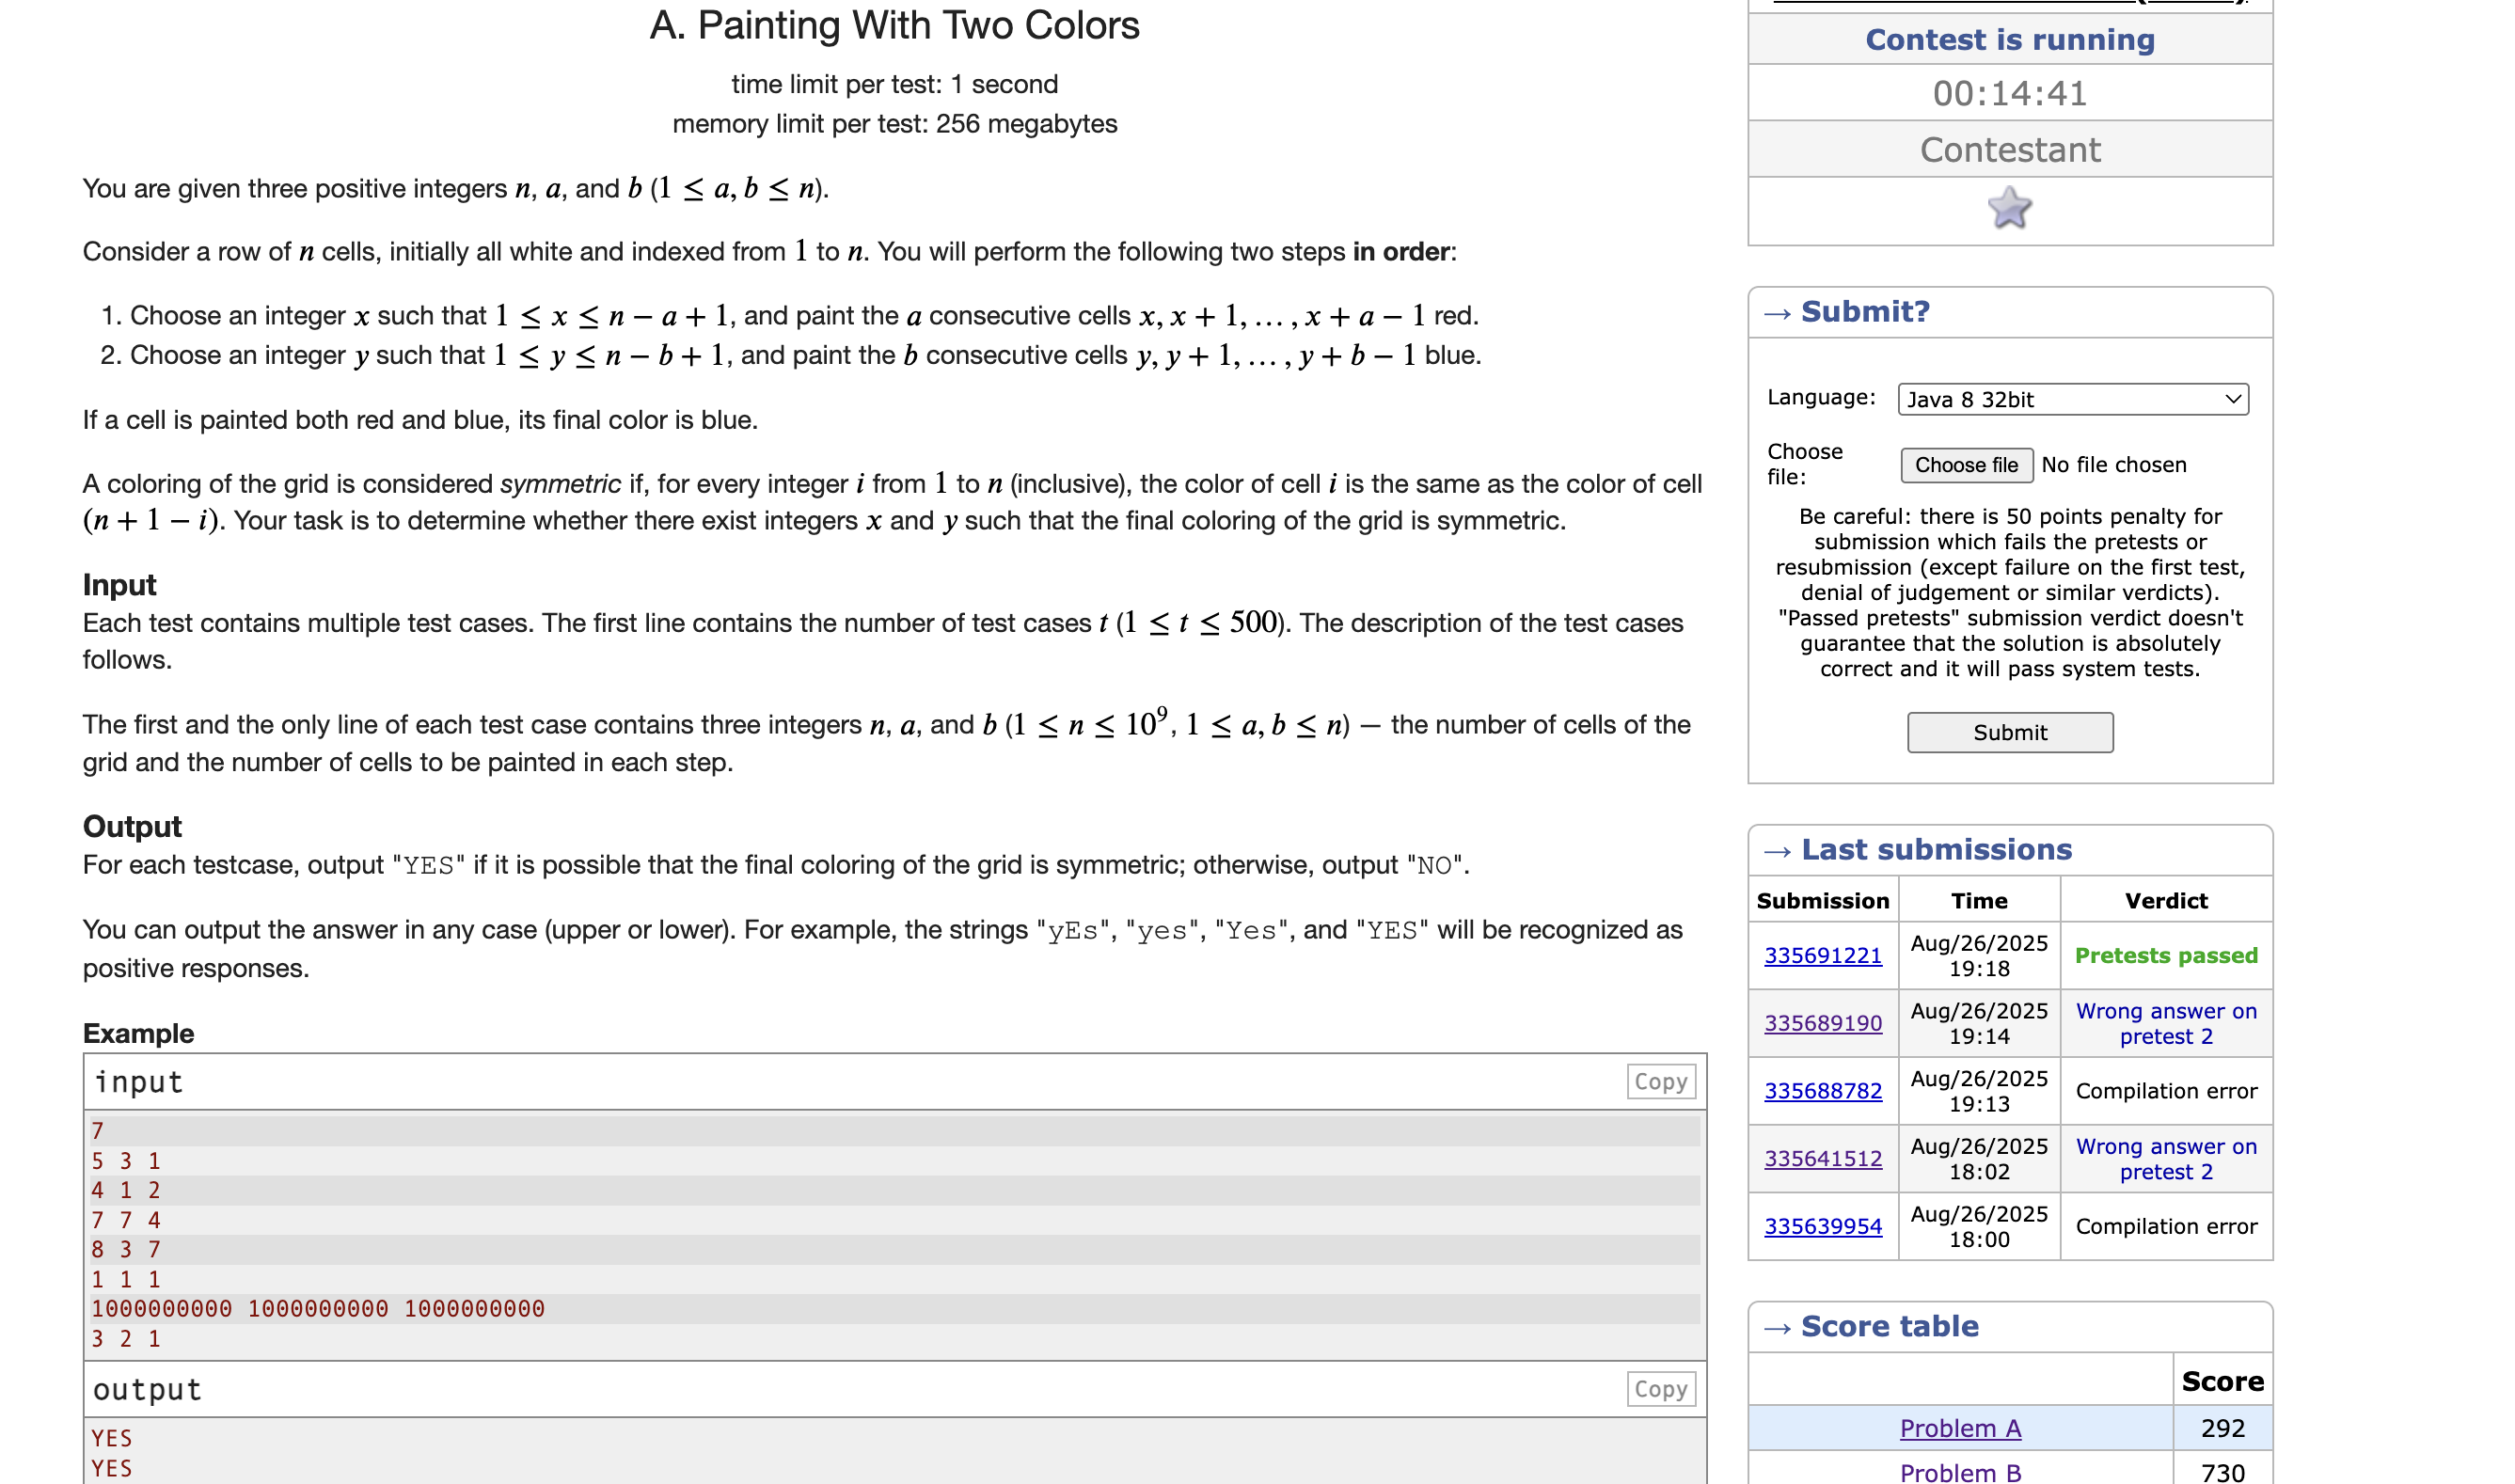 A. Painting With Two Colors
time limit per test: 1 second
memory limit per test: 256 megabytes
You are given three positive integers n, a, and b (1 ≤ a, b ≤ n).
Consider a row of n cells, initially all white and indexed from 1 to n. You will perform the following two steps in order:
1. Choose an integer x such that 1 ≤ x ≤ n − a + 1, and paint the a consecutive cells x, x + 1, … , x + a − 1 red.
2. Choose an integer y such that 1 ≤ y ≤ n − b + 1, and paint the b consecutive cells y, y + 1, … , y + b − 1 blue.
If a cell is painted both red and blue, its final color is blue.
A coloring of the grid is considered symmetric if, for every integer i from 1 to n (inclusive), the color of cell i is the same as the color of cell
(n + 1 − i). Your task is to determine whether there exist integers x and y such that the final coloring of the grid is symmetric.
Input
Each test contains multiple test cases. The first line contains the number of test cases t (1 ≤ t ≤ 500). The description of the test cases
follows.
The first and the only line of each test case contains three integers n, a, and b (1 ≤ n ≤ 10⁹, 1 ≤ a, b ≤ n) — the number of cells of the
grid and the number of cells to be painted in each step.
Output
For each testcase, output "YES" if it is possible that the final coloring of the grid is symmetric; otherwise, output "NO".
You can output the answer in any case (upper or lower). For example, the strings "yEs", "yes", "Yes", and "YES" will be recognized as
positive responses.
Example
input
Copy
7
5 3 1
4 1 2
7 7 4
8 3 7
1 1 1
1000000000 1000000000 1000000000
3 2 1
output
Copy
YES
YES
Contest is running
00:14:41
Contestant
→ Submit?
Language:
Java 8 32bit
Choose
file:
Choose file No file chosen
Be careful: there is 50 points penalty for
submission which fails the pretests or
resubmission (except failure on the first test,
denial of judgement or similar verdicts).
"Passed pretests" submission verdict doesn't
guarantee that the solution is absolutely
correct and it will pass system tests.
Submit
→ Last submissions
Submission Time Verdict
335691221 Aug/26/2025 19:18 Pretests passed
335689190 Aug/26/2025 19:14 Wrong answer on pretest 2
335688782 Aug/26/2025 19:13 Compilation error
335641512 Aug/26/2025 18:02 Wrong answer on pretest 2
335639954 Aug/26/2025 18:00 Compilation error
→ Score table
Score
Problem A 292
Problem B 730